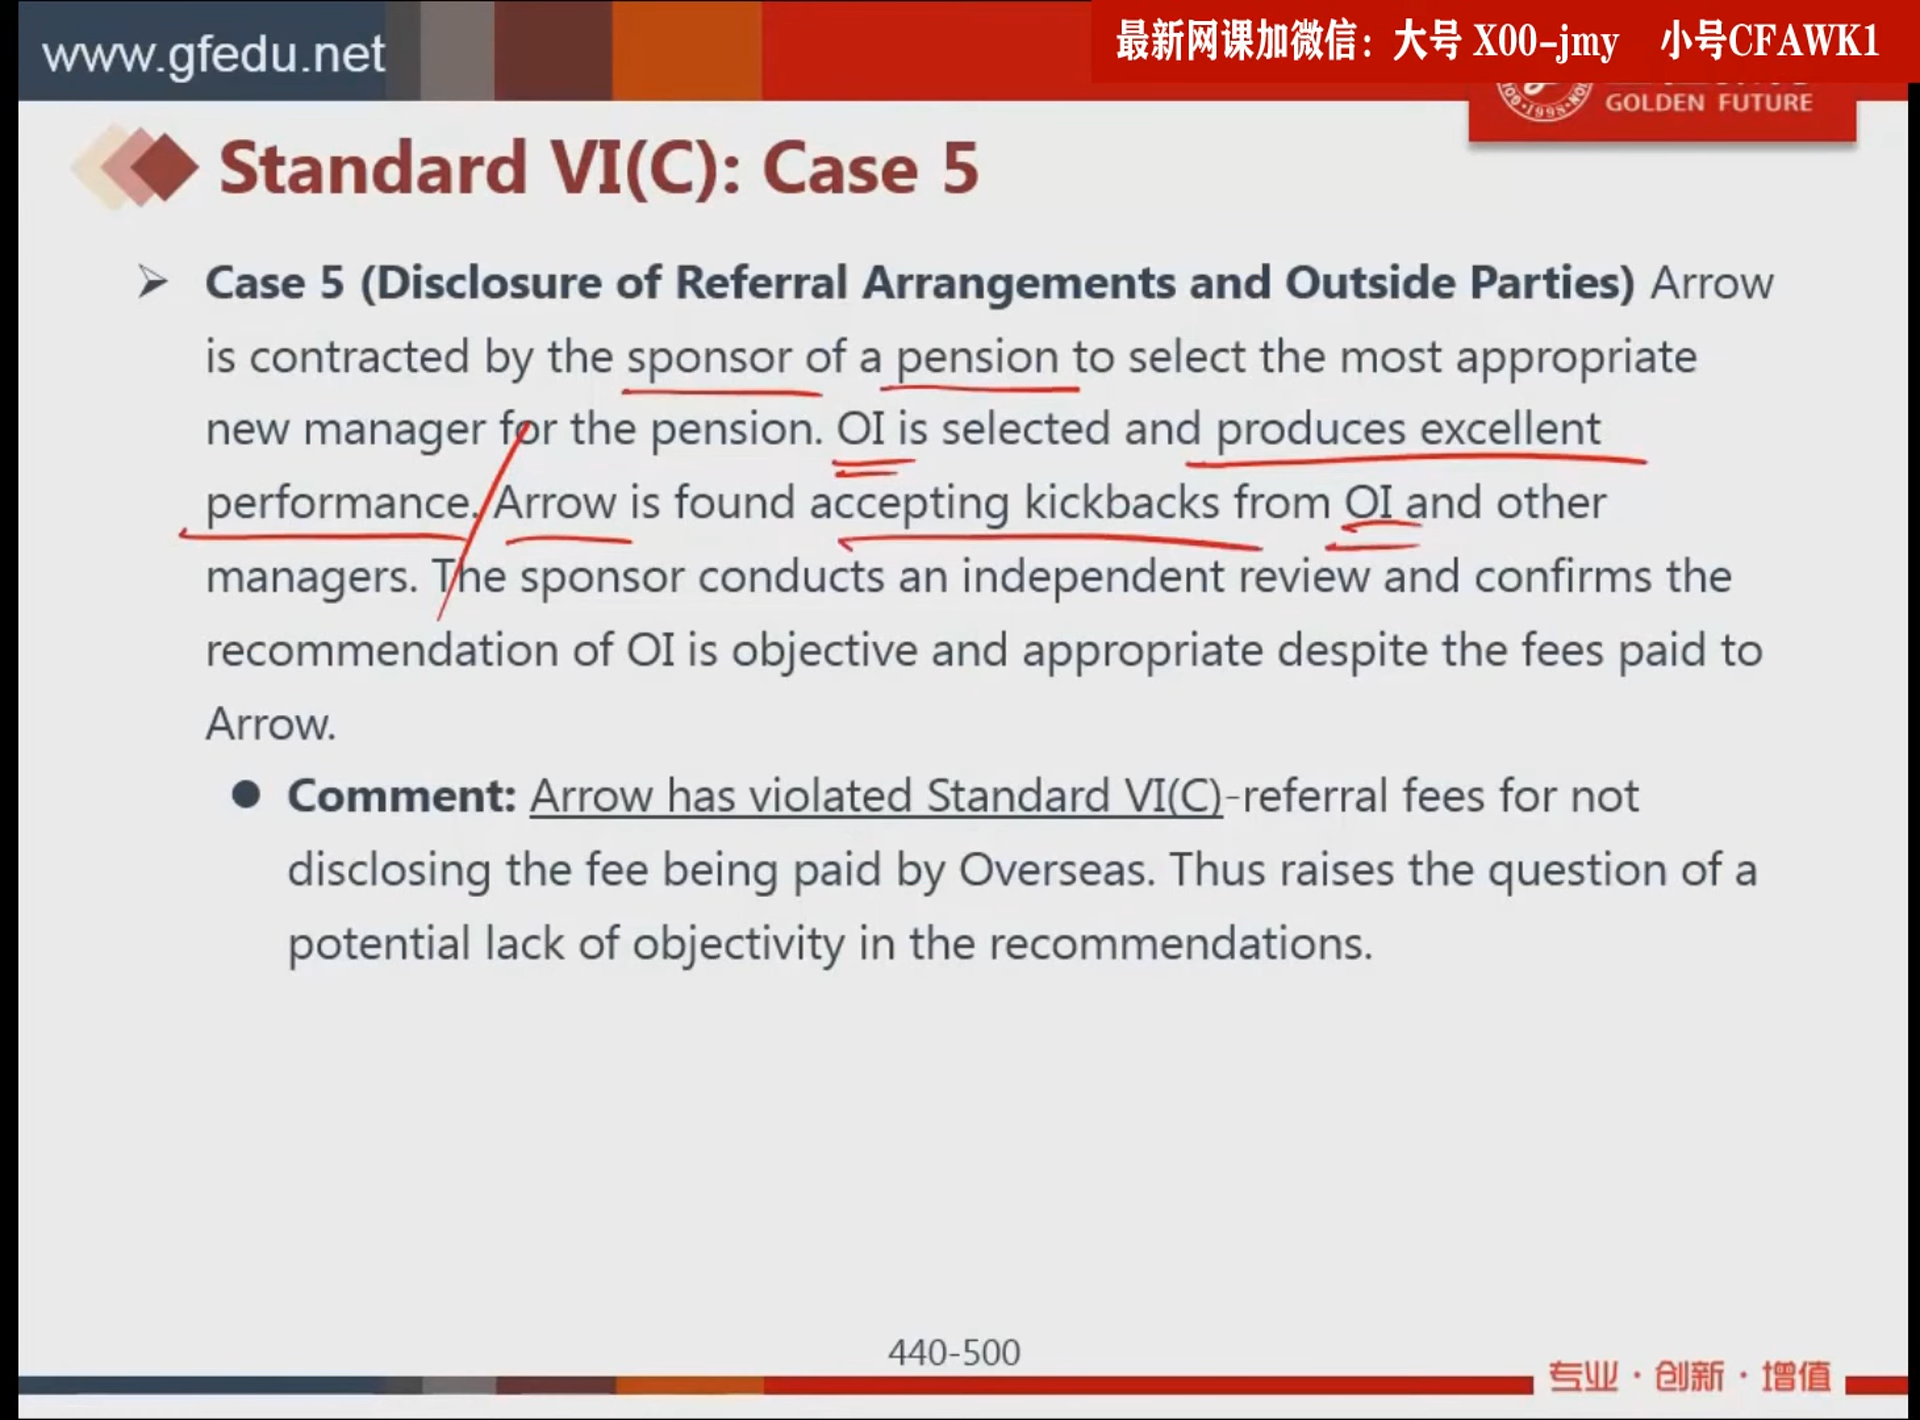 www.gfedu.net
最新网课加微信：大号 X00-jmy 小号CFAWK1
GOLDEN FUTURE
Standard VI(C): Case 5
➢ Case 5 (Disclosure of Referral Arrangements and Outside Parties) Arrow
is contracted by the sponsor of a pension to select the most appropriate
new manager for the pension. OI is selected and produces excellent
performance. Arrow is found accepting kickbacks from OI and other
managers. The sponsor conducts an independent review and confirms the
recommendation of OI is objective and appropriate despite the fees paid to
Arrow.
● Comment: Arrow has violated Standard VI(C)-referral fees for not
disclosing the fee being paid by Overseas. Thus raises the question of a
potential lack of objectivity in the recommendations.
440-500
专业·创新·增值